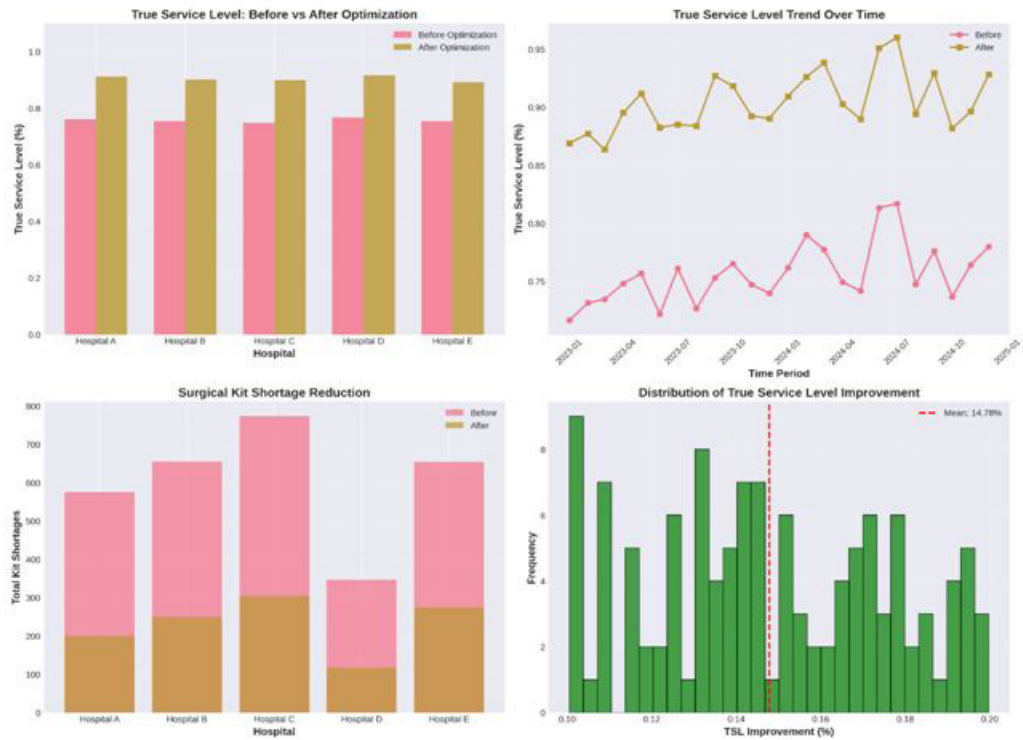 True Service Level: Before vs After Optimization
Before Optimization
After Optimization
True Service Level (%)
1.0
0.8
0.6
0.4
0.2
0.0
Hospital A
Hospital B
Hospital C
Hospital D
Hospital E
Hospital
True Service Level Trend Over Time
Before
After
True Service Level (%)
0.95
0.90
0.85
0.80
0.75
2023-01
2023-04
2023-07
2023-10
2024-01
2024-04
2024-07
2024-10
2025-01
Time Period
Surgical Kit Shortage Reduction
Before
After
Total Kit Shortages
800
700
600
500
400
300
200
100
0
Hospital A
Hospital B
Hospital C
Hospital D
Hospital E
Hospital
Distribution of True Service Level Improvement
Mean: 14.78%
Frequency
8
6
4
2
0
0.10
0.12
0.14
0.16
0.18
0.20
TSL Improvement (%)